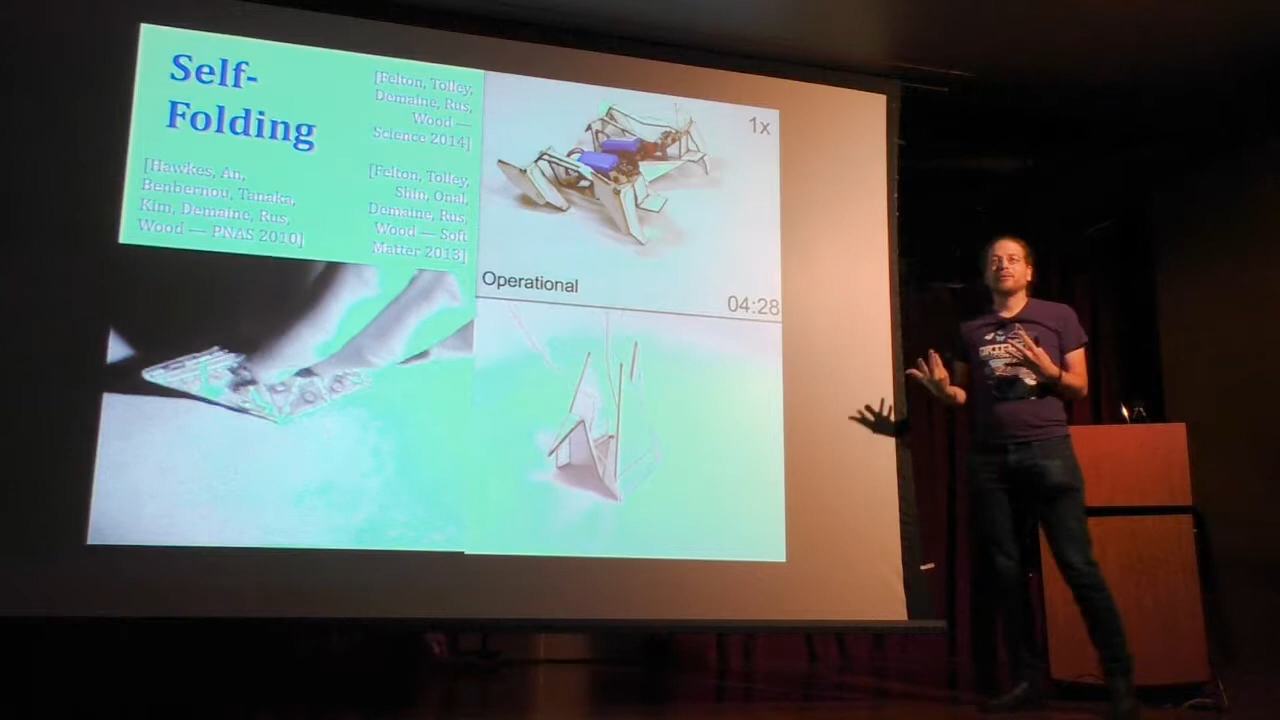 Self-
Folding
[Hawkes, An,
Benbernou, Tanaka,
Kim, Demaine, Rus,
Wood — PNAS 2010]
[Felton, Tolley,
Demaine, Rus,
Wood —
Science 2014]
[Felton, Tolley,
Shin, Onal,
Demaine, Rus,
Wood — Soft
Matter 2013]
1x
Operational
04:28